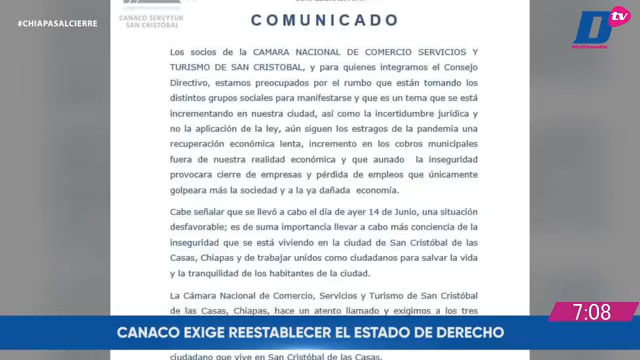 #CHIAPASALCIERRE
CANACO SERVYTUR
SAN CRISTÓBAL
COMUNICADO
D tv
Multimedia
Los socios de la CAMARA NACIONAL DE COMERCIO SERVICIOS Y
TURISMO DE SAN CRISTOBAL, y para quienes integramos el Consejo
Directivo, estamos preocupados por el rumbo que están tomando los
distintos grupos sociales para manifestarse y que es un tema que se está
incrementando en nuestra ciudad, así como la incertidumbre jurídica y
no la aplicación de la ley, aún siguen los estragos de la pandemia una
recuperación económica lenta, incremento en los cobros municipales
fuera de nuestra realidad económica y que aunado la inseguridad
provocara cierre de empresas y pérdida de empleos que únicamente
golpeara más la sociedad y a la ya dañada economía.
Cabe señalar que se llevó a cabo el día de ayer 14 de Junio, una situación
desfavorable; es de suma importancia llevar a cabo más conciencia de la
inseguridad que se está viviendo en la ciudad de San Cristóbal de las
Casas, Chiapas y de trabajar unidos como ciudadanos para salvar la vida
y la tranquilidad de los habitantes de la ciudad.
La Cámara Nacional de Comercio, Servicios y Turismo de San Cristóbal
de las Casas, Chiapas, hace un atento llamado y exigimos a los tres
7:08
CANACO EXIGE REESTABLECER EL ESTADO DE DERECHO
ciudadano que vive en San Cristóbal de las Casas.